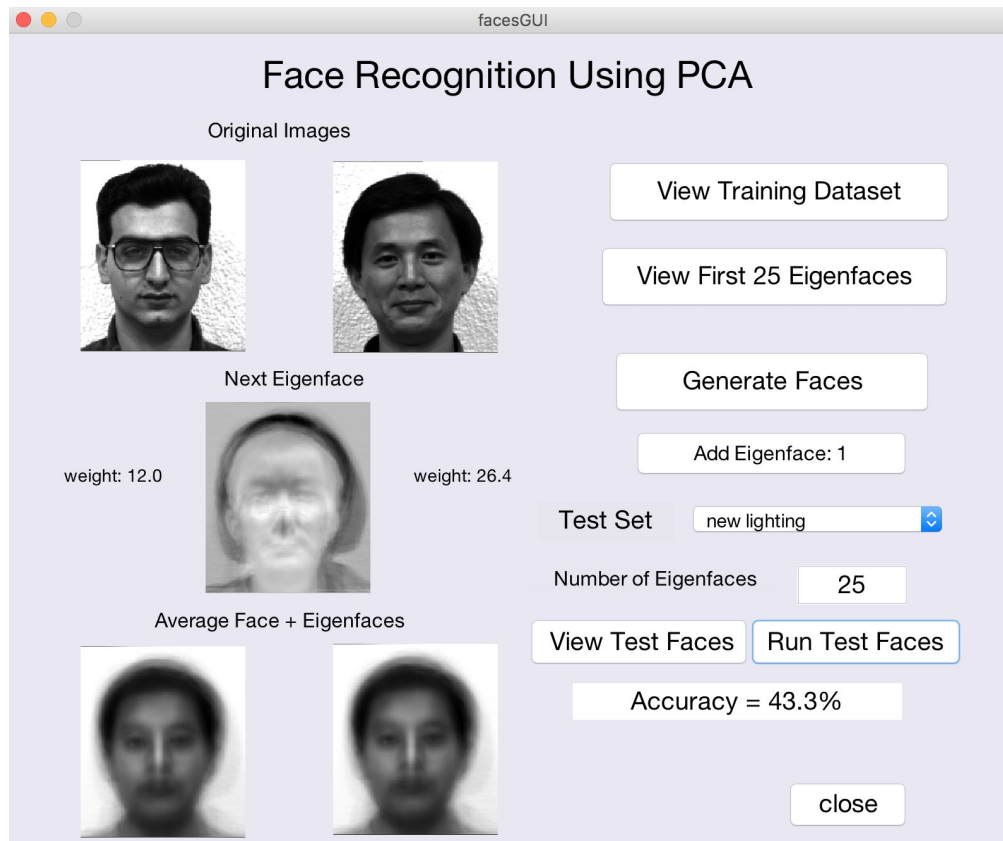 facesGUI
Face Recognition Using PCA
Original Images
View Training Dataset
View First 25 Eigenfaces
Next Eigenface
Generate Faces
weight: 12.0
weight: 26.4
Add Eigenface: 1
Test Set
new lighting
Number of Eigenfaces
25
Average Face + Eigenfaces
View Test Faces
Run Test Faces
Accuracy = 43.3%
close